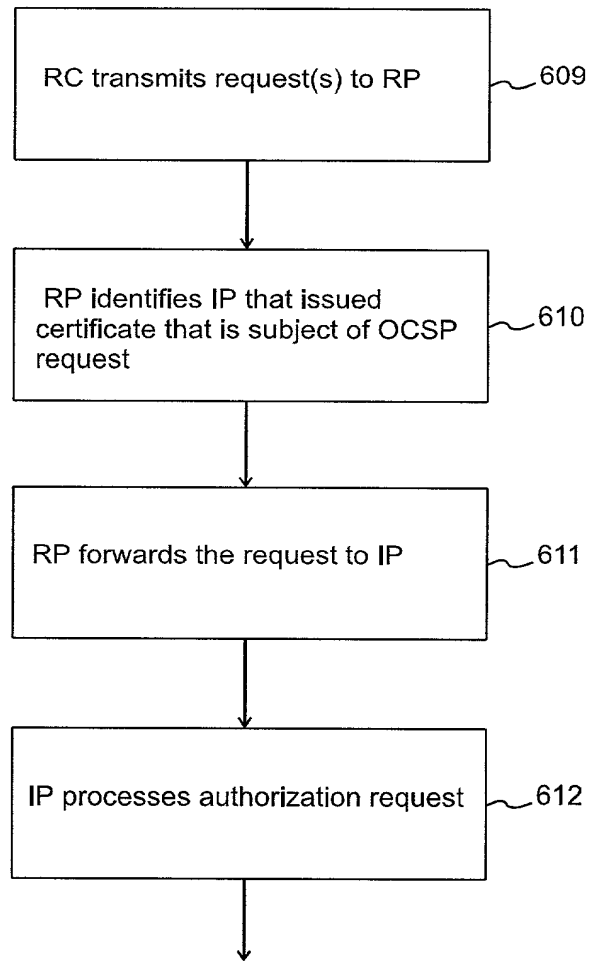 RC transmits request(s) to RP
609
RP identifies IP that issued
certificate that is subject of OCSP
request
610
RP forwards the request to IP
611
IP processes authorization request
612